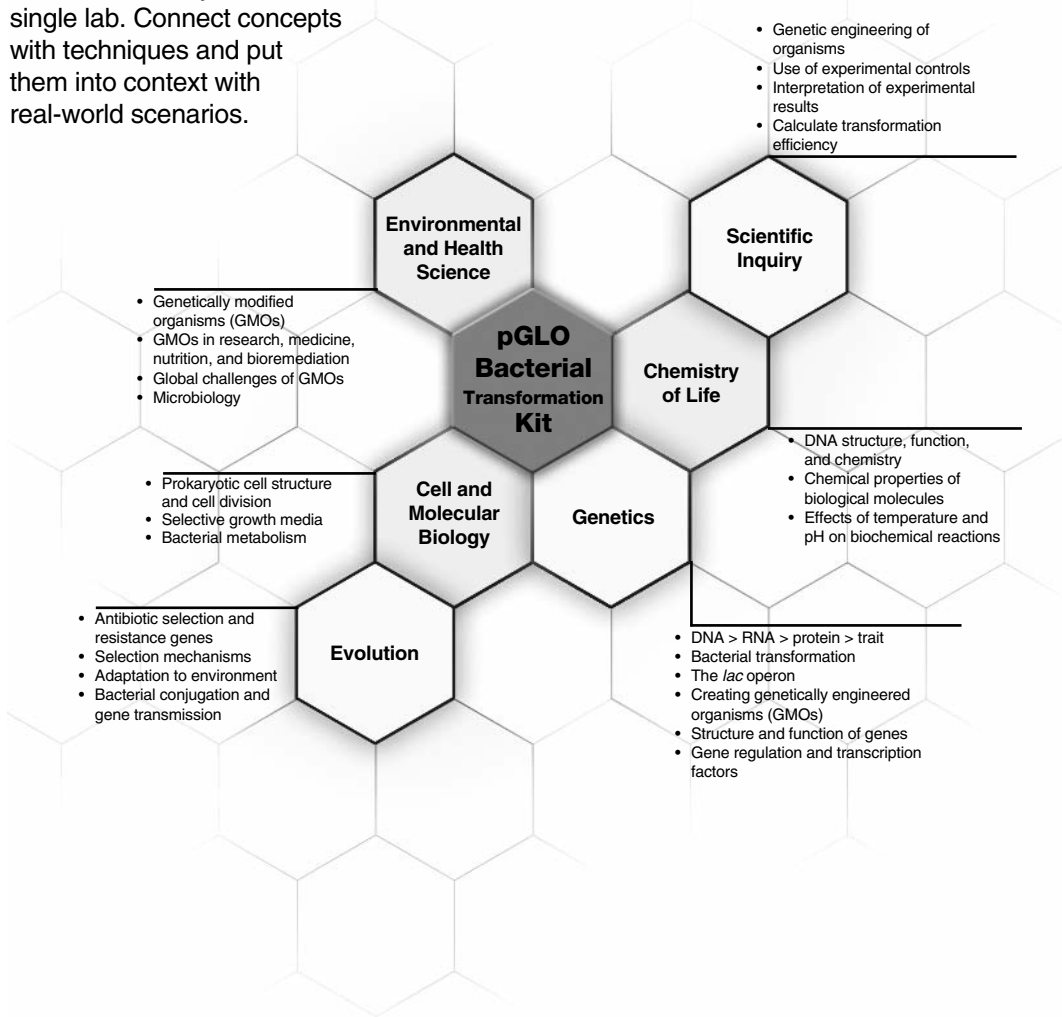 single lab. Connect concepts
with techniques and put
them into context with
real-world scenarios.
• Genetic engineering of
organisms
• Use of experimental controls
• Interpretation of experimental
results
• Calculate transformation
efficiency
Environmental
and Health
Science
Scientific
Inquiry
• Genetically modified
organisms (GMOs)
• GMOs in research, medicine,
nutrition, and bioremediation
• Global challenges of GMOs
• Microbiology
pGLO
Bacterial
Transformation
Kit
Chemistry
of Life
• DNA structure, function,
and chemistry
• Chemical properties of
biological molecules
• Effects of temperature and
pH on biochemical reactions
• Prokaryotic cell structure
and cell division
• Selective growth media
• Bacterial metabolism
Cell and
Molecular
Biology
Genetics
• Antibiotic selection and
resistance genes
• Selection mechanisms
• Adaptation to environment
• Bacterial conjugation and
gene transmission
Evolution
• DNA > RNA > protein > trait
• Bacterial transformation
• The lac operon
• Creating genetically engineered
organisms (GMOs)
• Structure and function of genes
• Gene regulation and transcription
factors